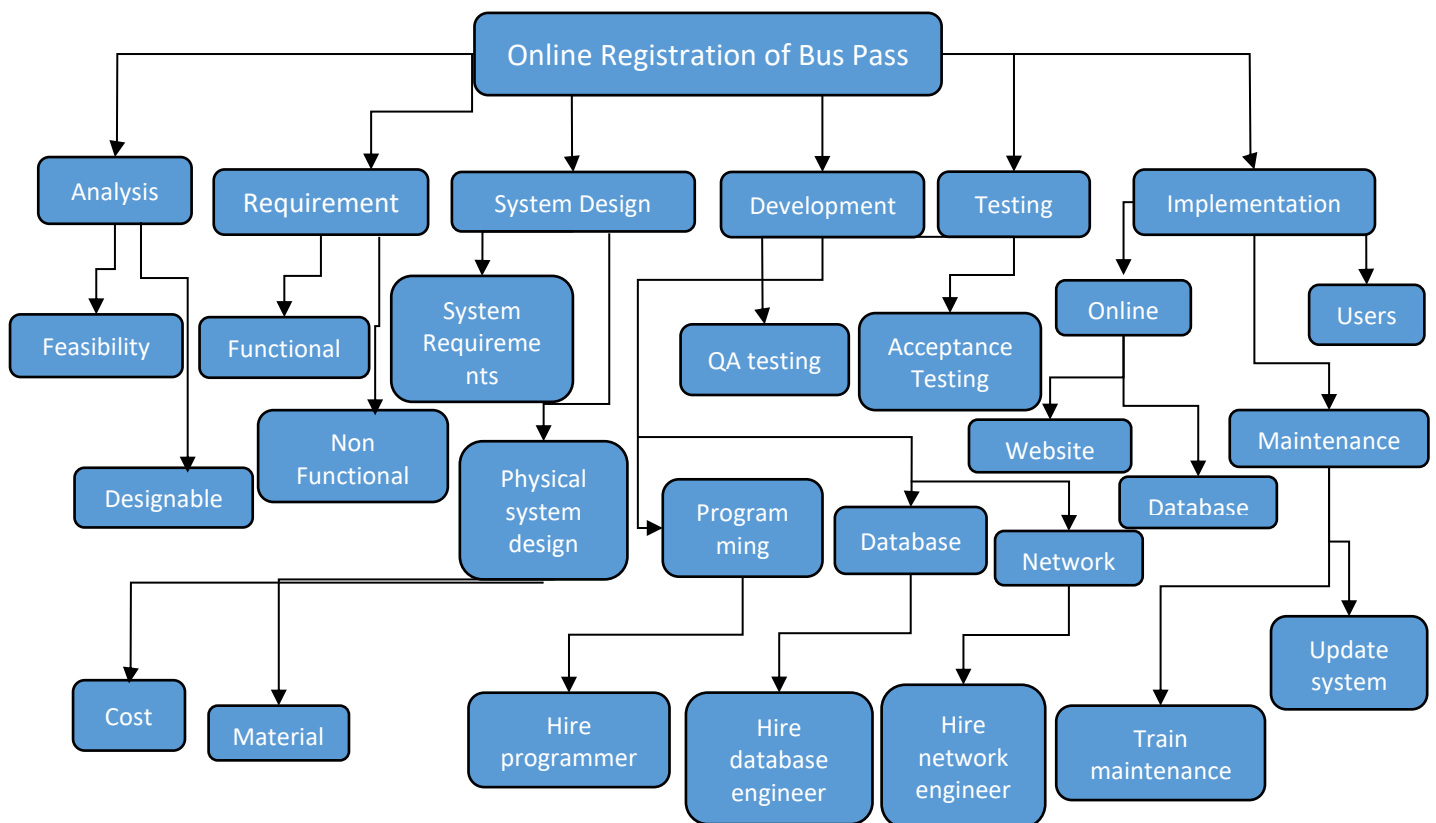 Online Registration of Bus Pass
Analysis
Requirement
System Design
Development
Testing
Implementation
Feasibility
Functional
System
Requireme
nts
QA testing
Acceptance
Testing
Online
Users
Designable
Non
Functional
Physical
system
design
Program
ming
Database
Network
Website
Database
Maintenance
Cost
Material
Hire
programmer
Hire
database
engineer
Hire
network
engineer
Train
maintenance
Update
system